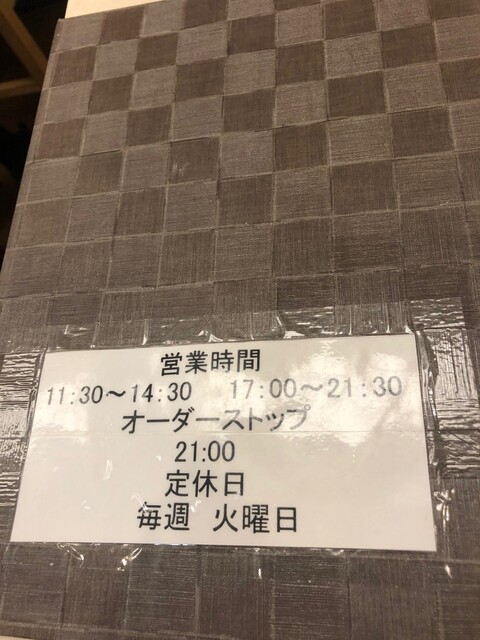 営業時間
11:30～14:30　17:00～21:30
オーダーストップ
21:00
定休日
毎週　火曜日